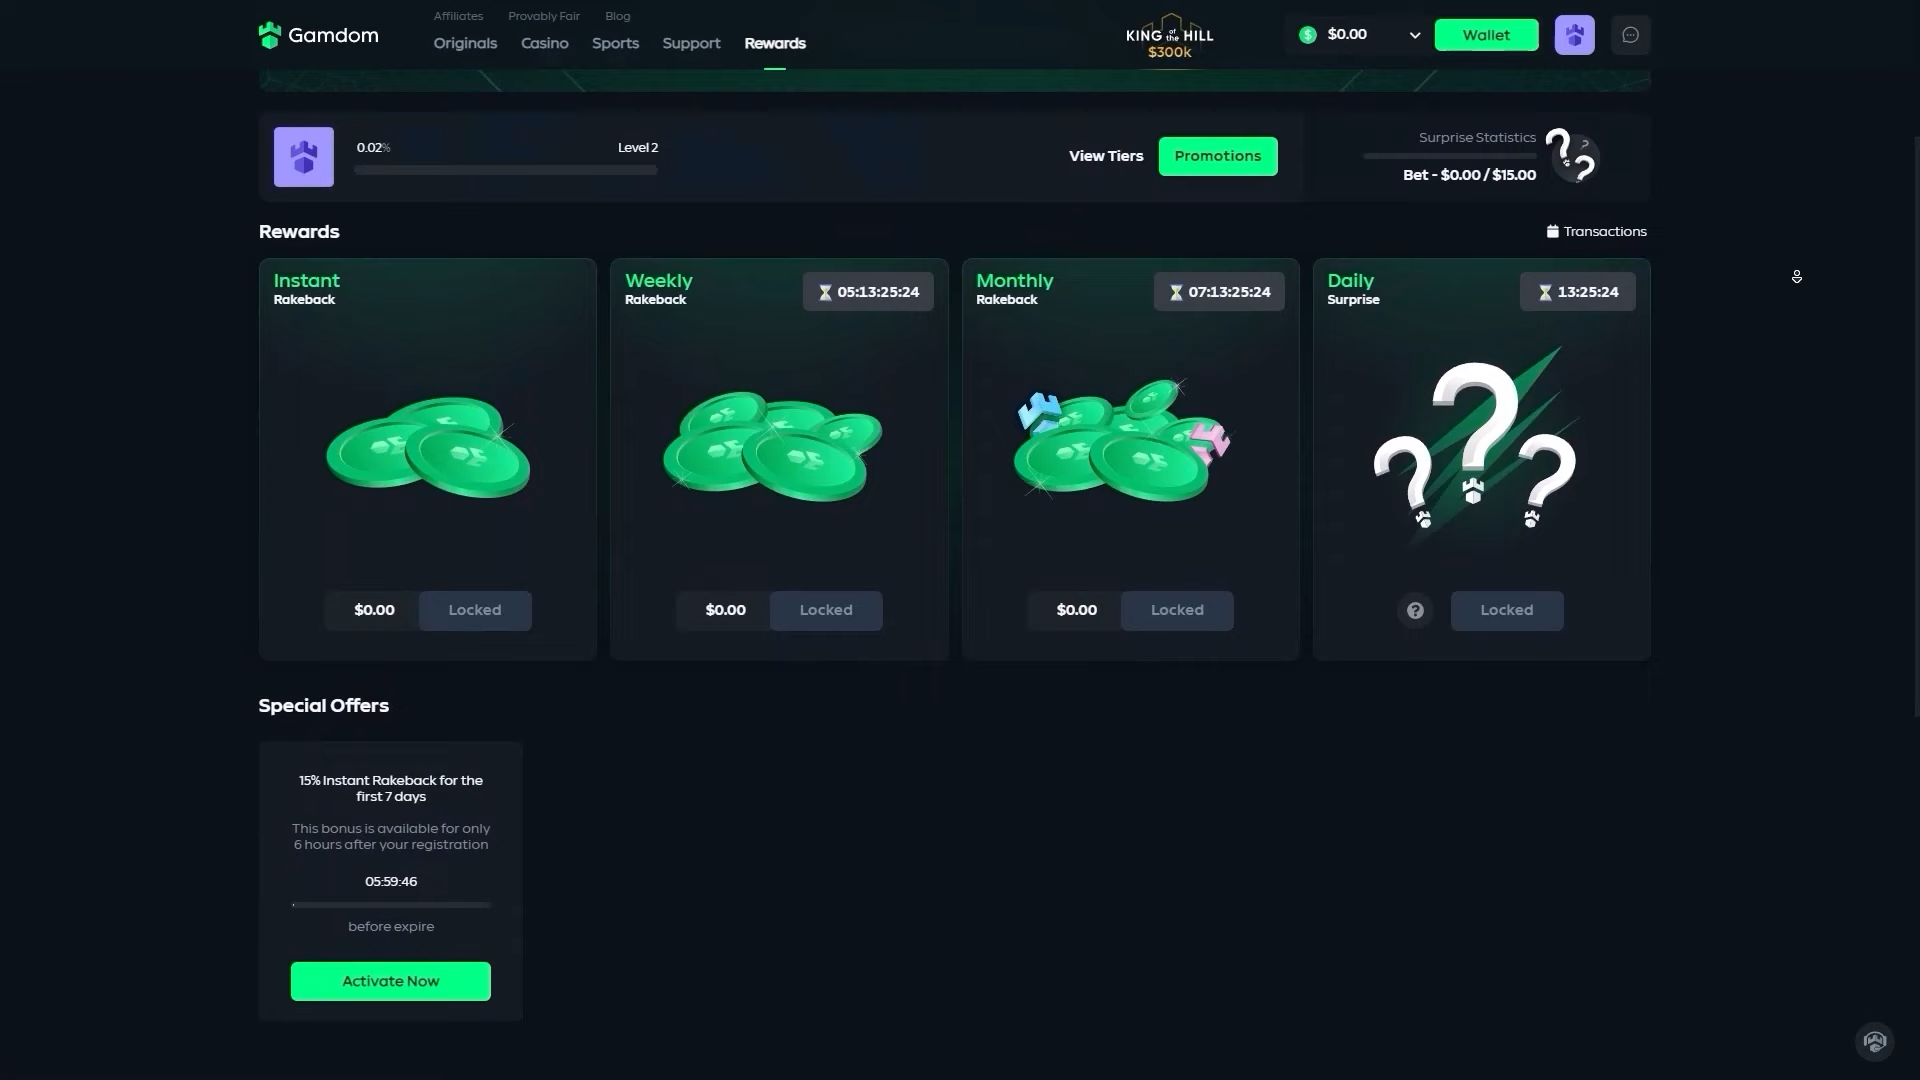 Affiliates Provably Fair Blog
Gamdom
Originals Casino Sports Support Rewards
KING of the HILL
$300k
$0.00
Wallet
0.02%
Level 2
View Tiers
Promotions
Surprise Statistics
Bet - $0.00 / $15.00
Rewards
Transactions
Instant
Rakeback
Weekly
Rakeback
05:13:25:24
Monthly
Rakeback
07:13:25:24
Daily
Surprise
13:25:24
$0.00 Locked
$0.00 Locked
$0.00 Locked
Locked
Special Offers
15% Instant Rakeback for the
first 7 days
This bonus is available for only
6 hours after your registration
05:59:46
before expire
Activate Now